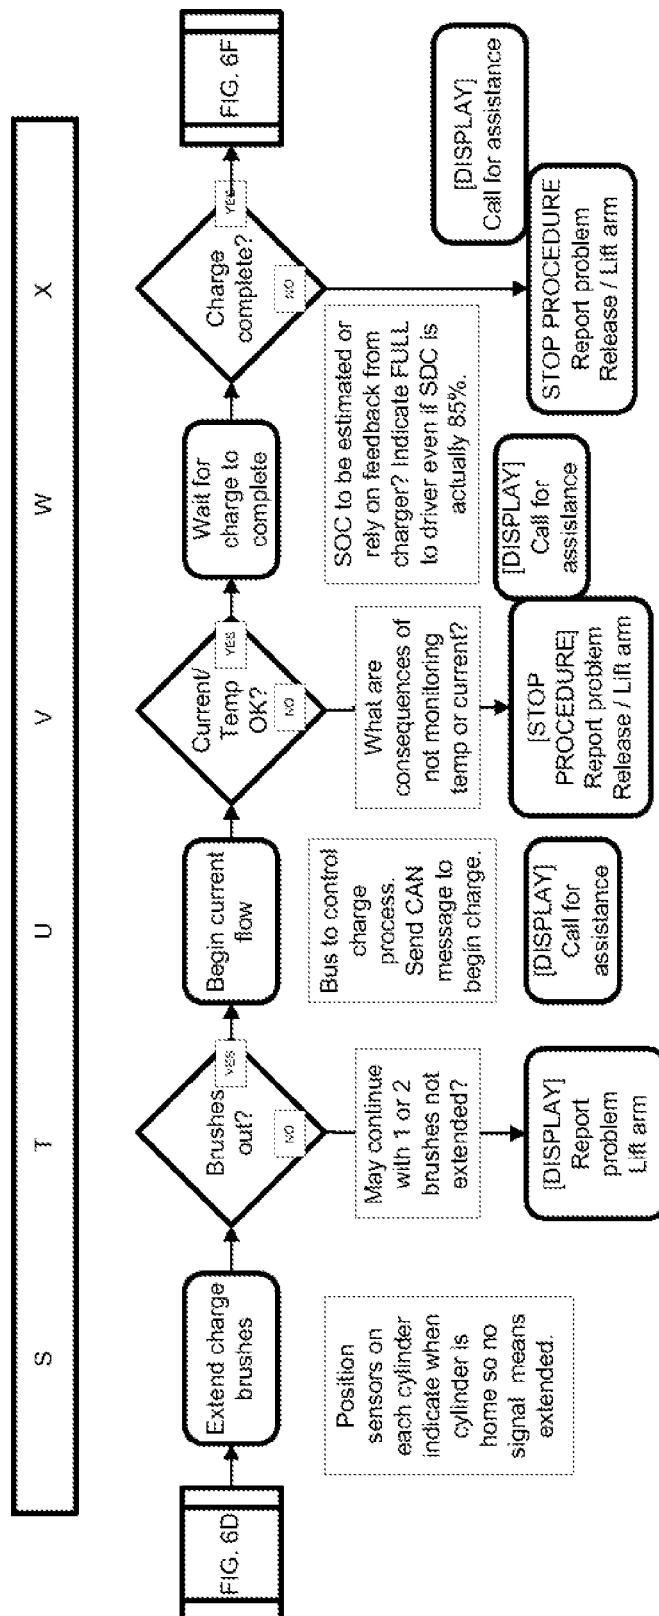 S T U V W X
FIG. 6D
Extend charge
brushes
Position
sensors on
each cylinder
indicate when
cylinder is
home so no
signal means
extended.
Brushes
out?
YES
NO
May continue
with 1 or 2
brushes not
extended?
[DISPLAY]
Report
problem
Lift arm
Begin current
flow
Bus to control
charge
process.
Send CAN
message to
begin charge.
[DISPLAY]
Call for
assistance
Current/
Temp
OK?
YES
NO
What are
consequences of
not monitoring
temp or current?
[STOP
PROCEDURE]
Report problem
Release / Lift arm
Wait for
charge to
complete
[DISPLAY]
Call for
assistance
SOC to be estimated or
rely on feedback from
charger? Indicate FULL
to driver even if SDC is
actually 85%.
Charge
complete?
YES
NO
STOP PROCEDURE
Report problem
Release / Lift arm
[DISPLAY]
Call for assistance
FIG. 6F